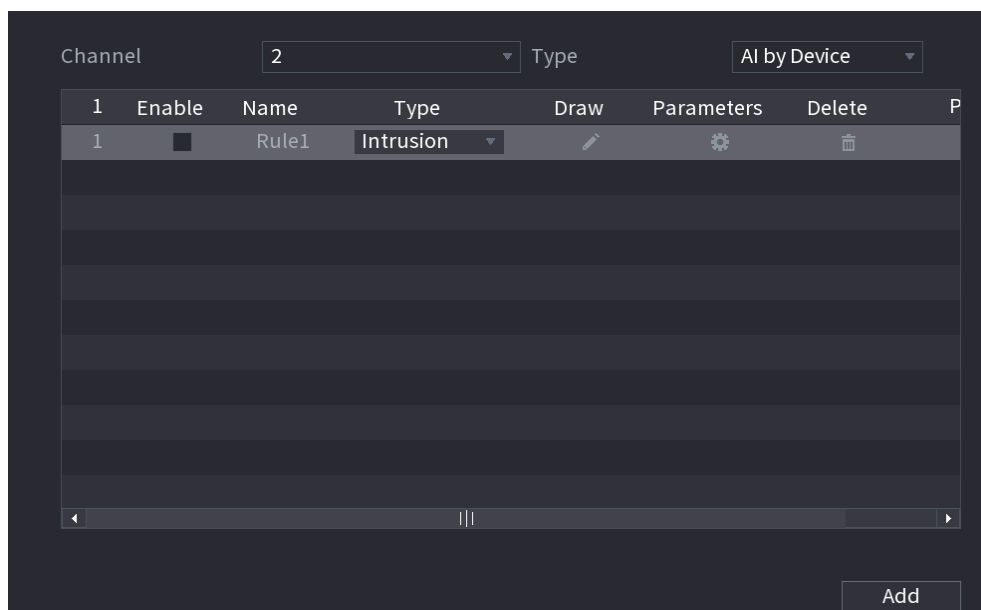 Channel 2 Type AI by Device
1 Enable Name Type Draw Parameters Delete P
1 Rule1 Intrusion
Add